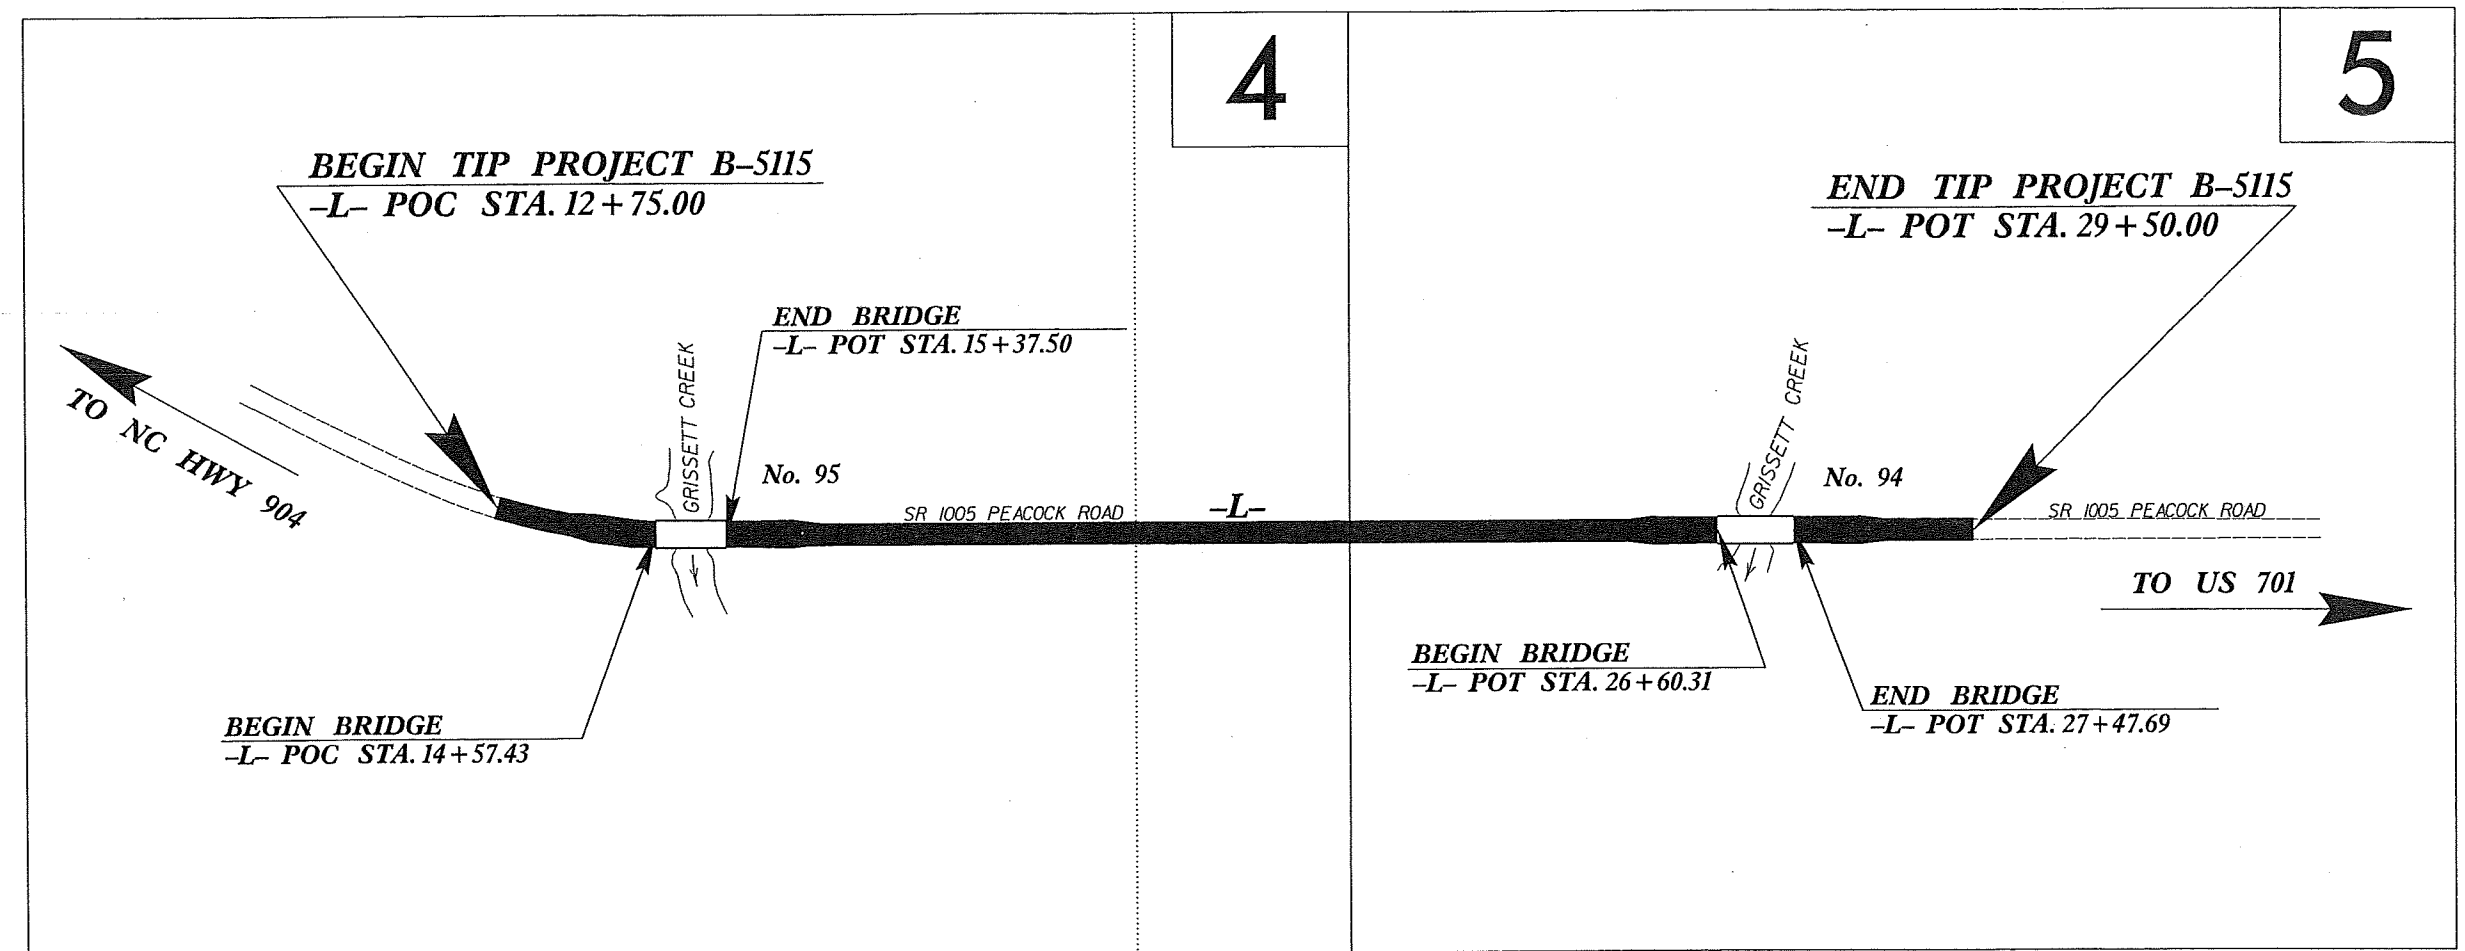 4
5
BEGIN TIP PROJECT B–5115
–L– POC STA. 12+75.00
END TIP PROJECT B–5115
–L– POT STA. 29+50.00
END BRIDGE
–L– POT STA. 15+37.50
GRISSETT CREEK
GRISSETT CREEK
TO NC HWY 904
No. 95
No. 94
SR 1005 PEACOCK ROAD
–L–
SR 1005 PEACOCK ROAD
TO US 701
BEGIN BRIDGE
–L– POT STA. 26+60.31
END BRIDGE
–L– POT STA. 27+47.69
BEGIN BRIDGE
–L– POC STA. 14+57.43